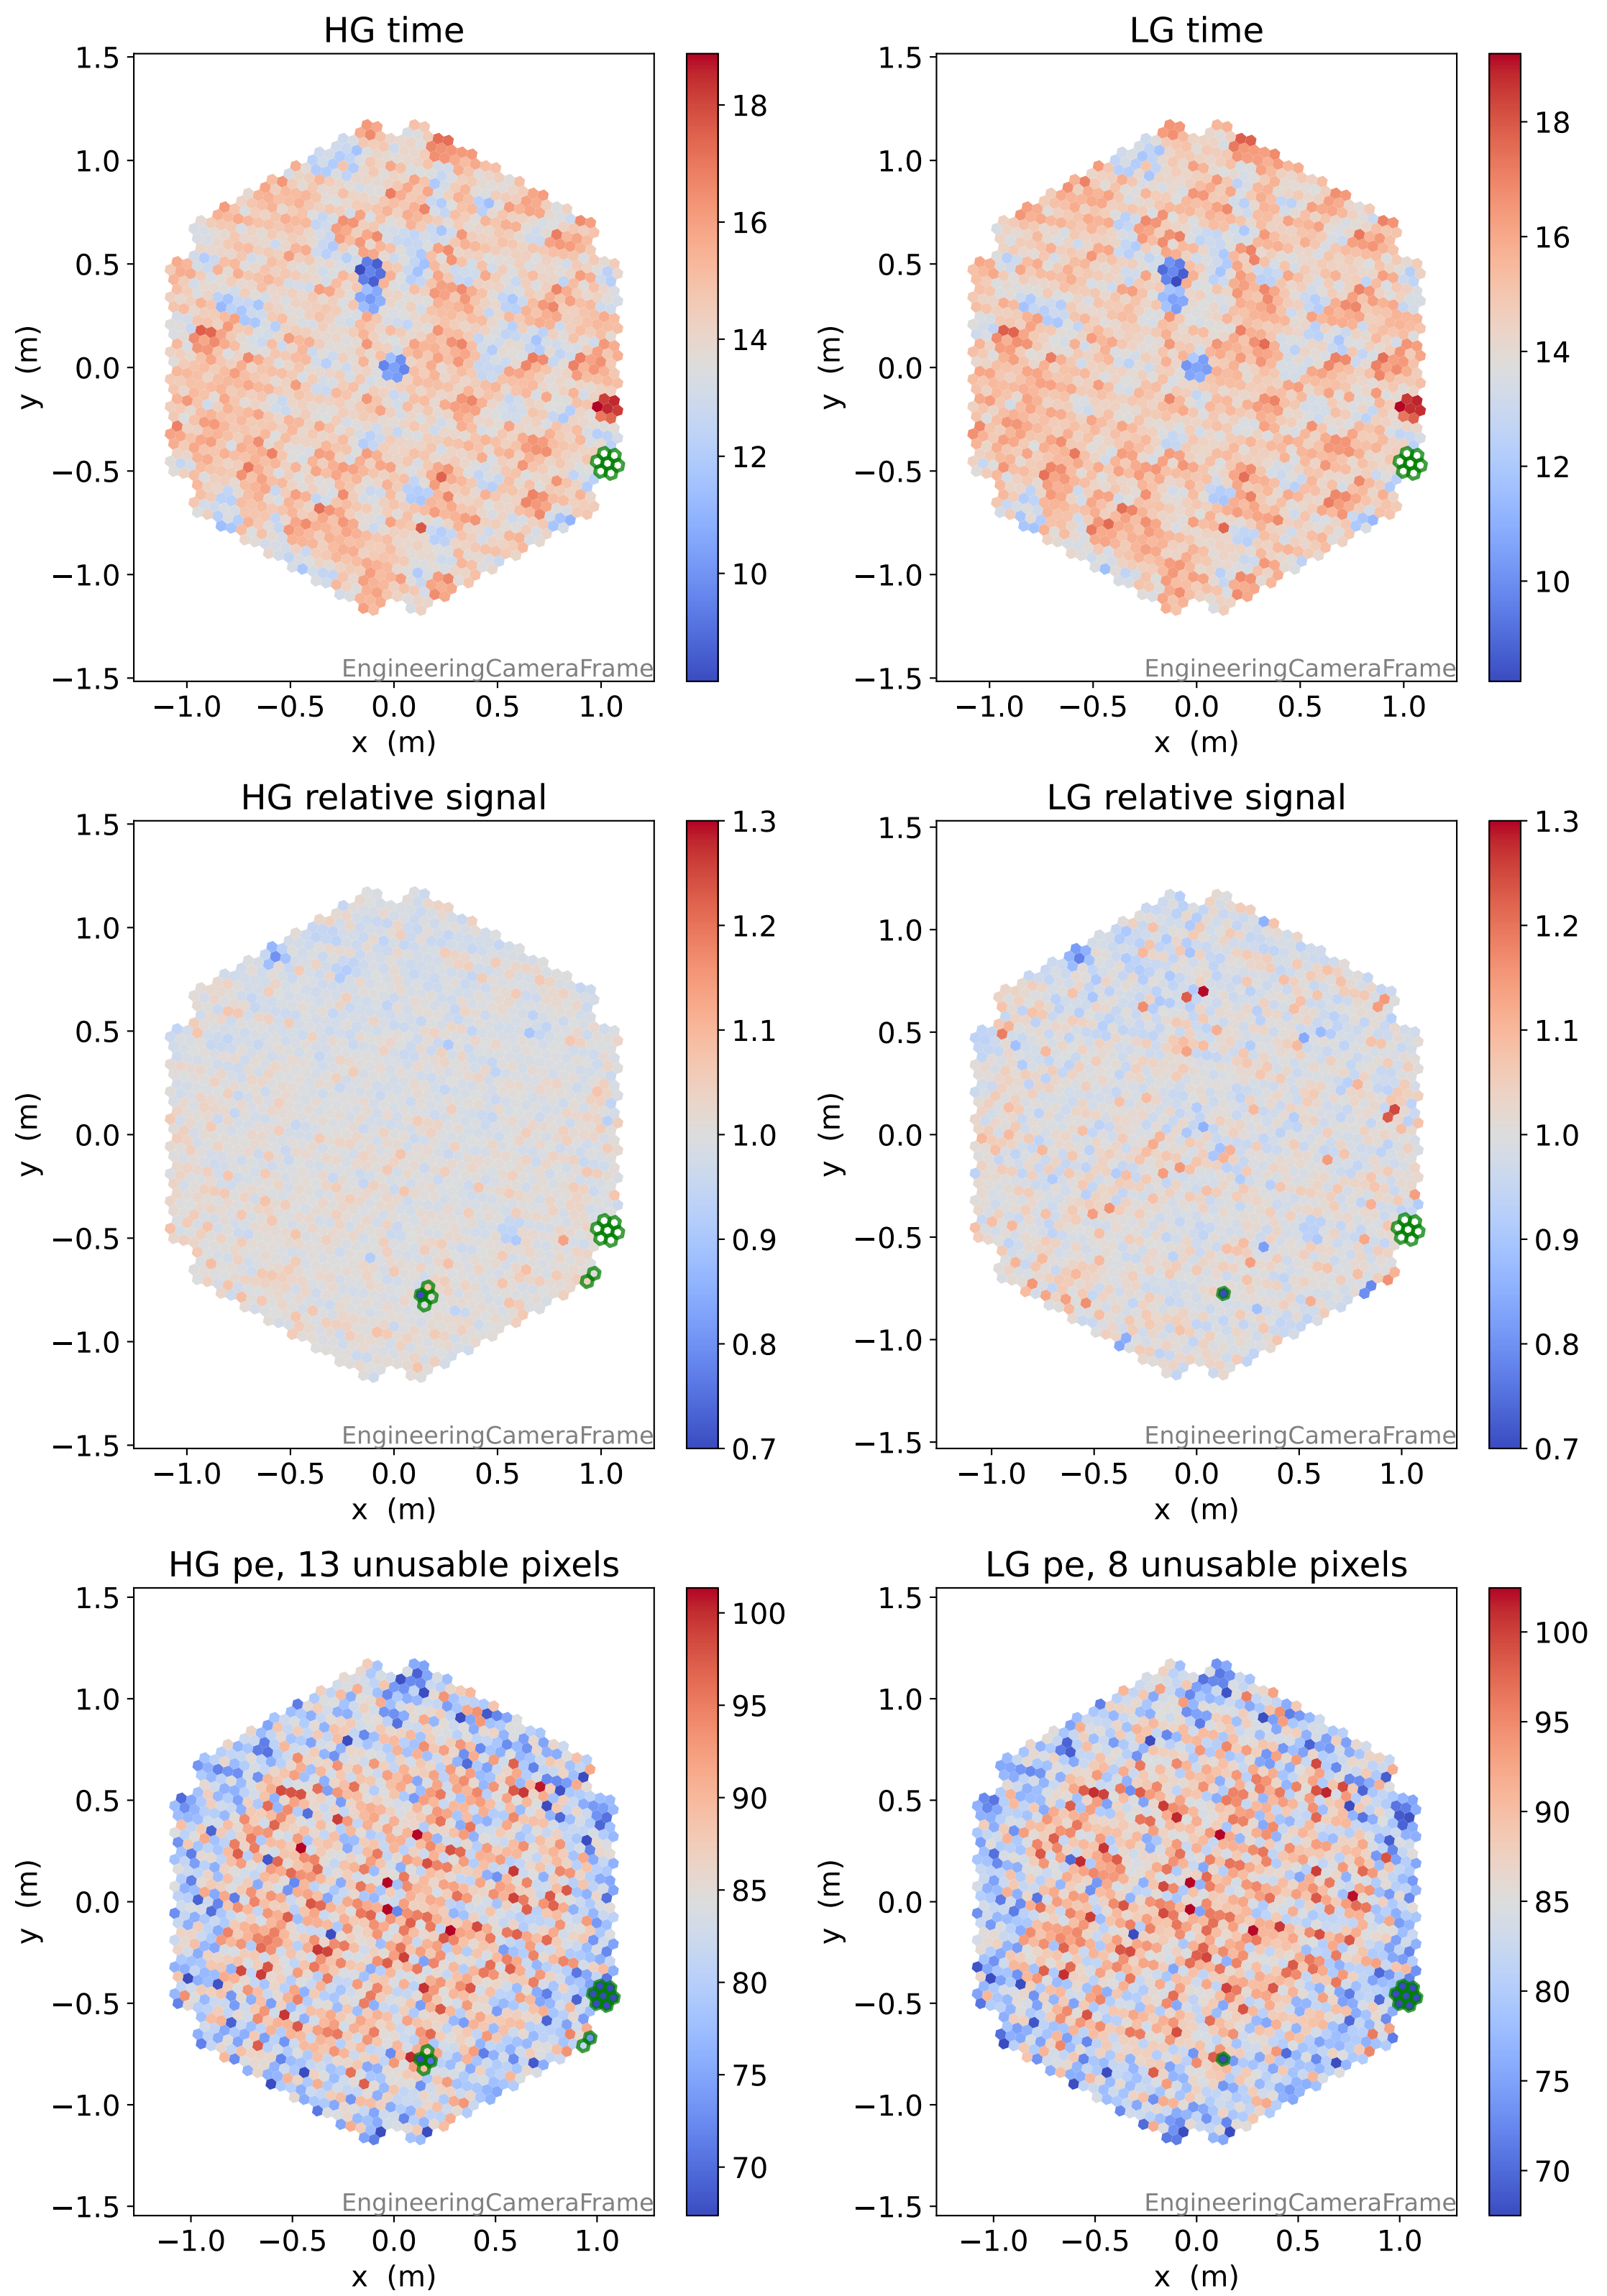 HG time
1.5
1.0
0.5
0.0
−0.5
−1.0
−1.5
y (m)
18
16
14
12
10
EngineeringCameraFrame
−1.0 −0.5 0.0 0.5 1.0
x (m)
LG time
1.5
1.0
0.5
0.0
−0.5
−1.0
−1.5
y (m)
18
16
14
12
10
EngineeringCameraFrame
−1.0 −0.5 0.0 0.5 1.0
x (m)
HG relative signal
1.5
1.0
0.5
0.0
−0.5
−1.0
−1.5
y (m)
1.3
1.2
1.1
1.0
0.9
0.8
0.7
EngineeringCameraFrame
−1.0 −0.5 0.0 0.5 1.0
x (m)
LG relative signal
1.5
1.0
0.5
0.0
−0.5
−1.0
−1.5
y (m)
1.3
1.2
1.1
1.0
0.9
0.8
0.7
EngineeringCameraFrame
−1.0 −0.5 0.0 0.5 1.0
x (m)
HG pe, 13 unusable pixels
1.5
1.0
0.5
0.0
−0.5
−1.0
−1.5
y (m)
100
95
90
85
80
75
70
EngineeringCameraFrame
−1.0 −0.5 0.0 0.5 1.0
x (m)
LG pe, 8 unusable pixels
1.5
1.0
0.5
0.0
−0.5
−1.0
−1.5
y (m)
100
95
90
85
80
75
70
EngineeringCameraFrame
−1.0 −0.5 0.0 0.5 1.0
x (m)